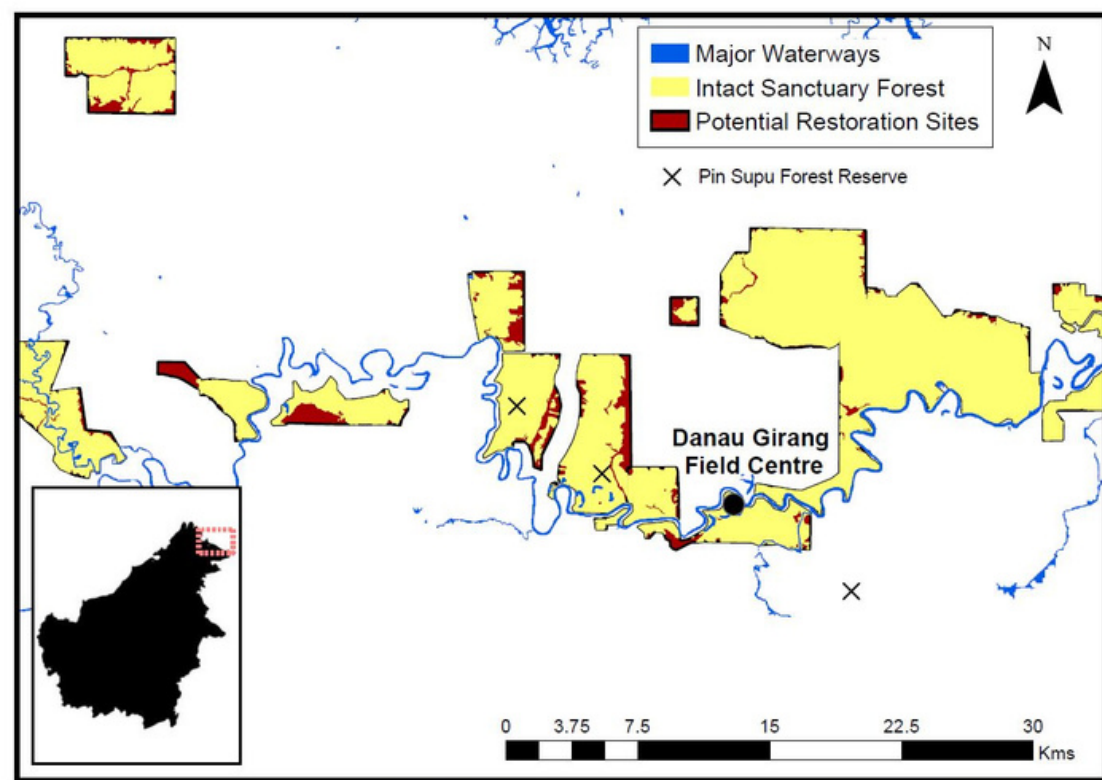 Major Waterways
Intact Sanctuary Forest
Potential Restoration Sites
N
Pin Supu Forest Reserve
Danau Girang
Field Centre
0 3.75 7.5 15 22.5 30
Kms